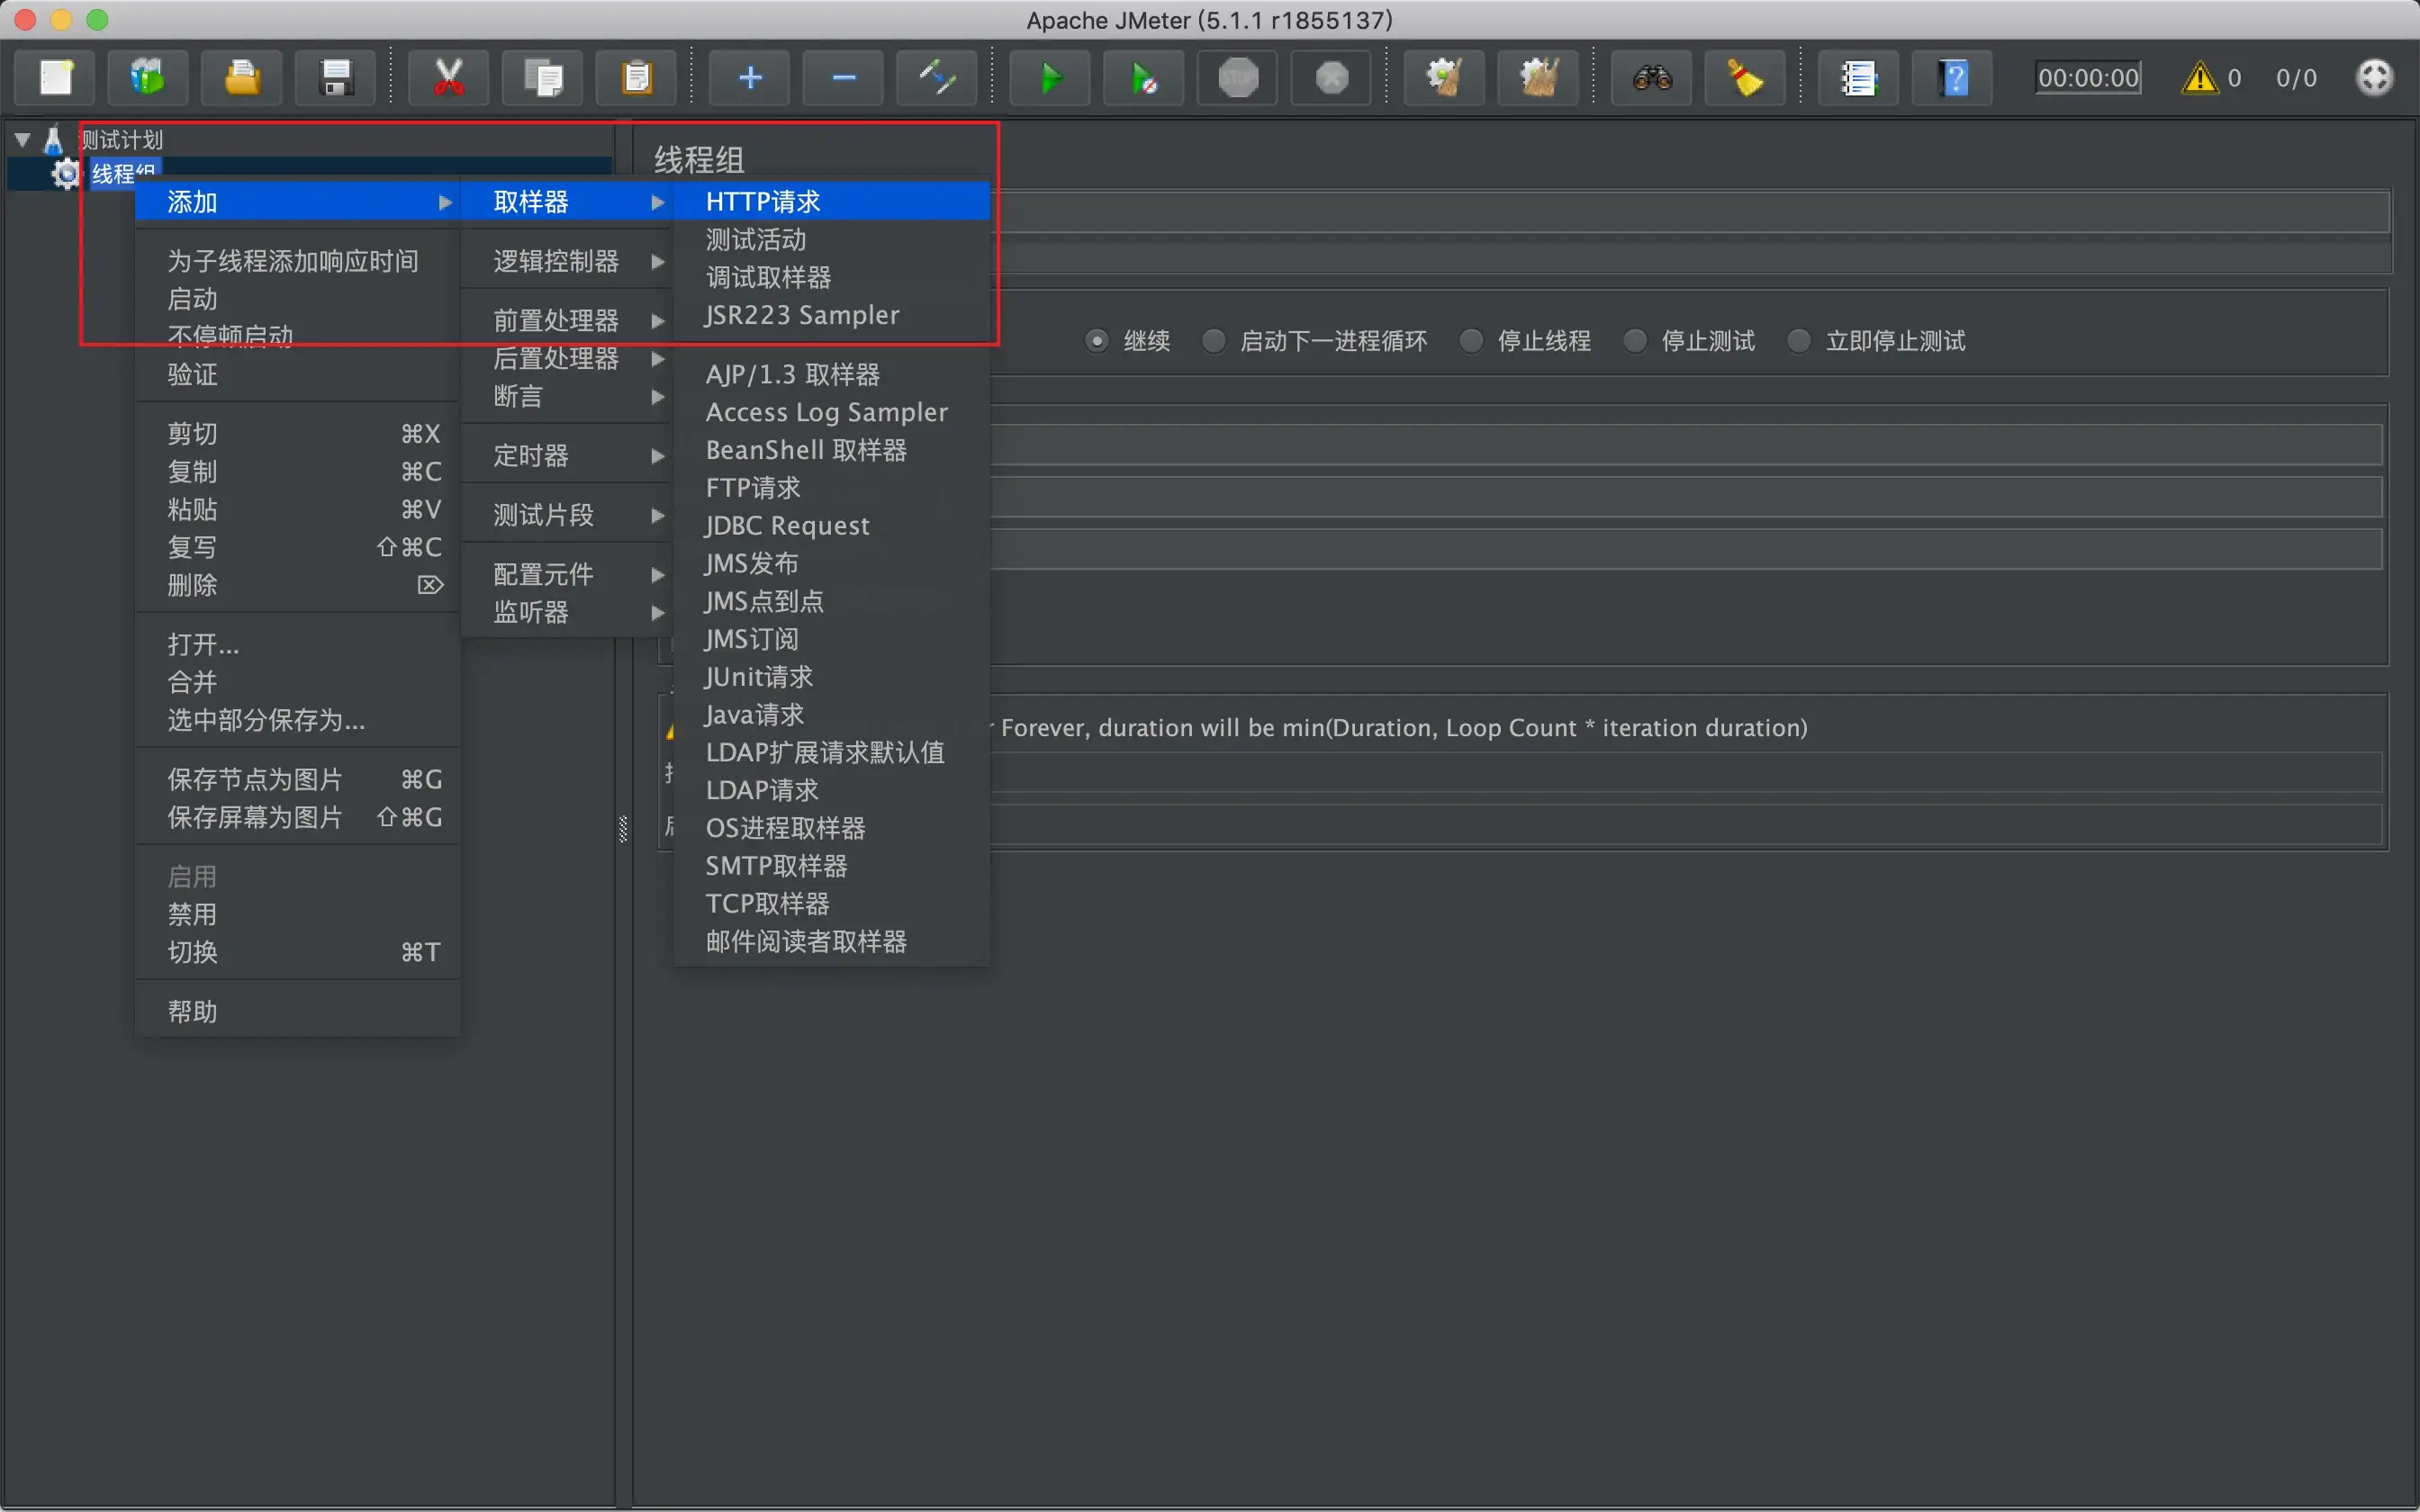 Apache JMeter (5.1.1 r1855137)
00:00:00
0
0/0
测试计划
线程组
线程组
添加
为子线程添加响应时间
启动
不停顿启动
验证
剪切 ⌘X
复制 ⌘C
粘贴 ⌘V
复写 ⇧⌘C
删除 ⌦
打开...
合并
选中部分保存为...
保存节点为图片 ⌘G
保存屏幕为图片 ⇧⌘G
启用
禁用
切换 ⌘T
帮助
取样器
逻辑控制器
前置处理器
后置处理器
断言
定时器
测试片段
配置元件
监听器
HTTP请求
测试活动
调试取样器
JSR223 Sampler
AJP/1.3 取样器
Access Log Sampler
BeanShell 取样器
FTP请求
JDBC Request
JMS发布
JMS点到点
JMS订阅
JUnit请求
Java请求
LDAP扩展请求默认值
LDAP请求
OS进程取样器
SMTP取样器
TCP取样器
邮件阅读者取样器
继续 启动下一进程循环 停止线程 停止测试 立即停止测试
Forever, duration will be min(Duration, Loop Count * iteration duration)